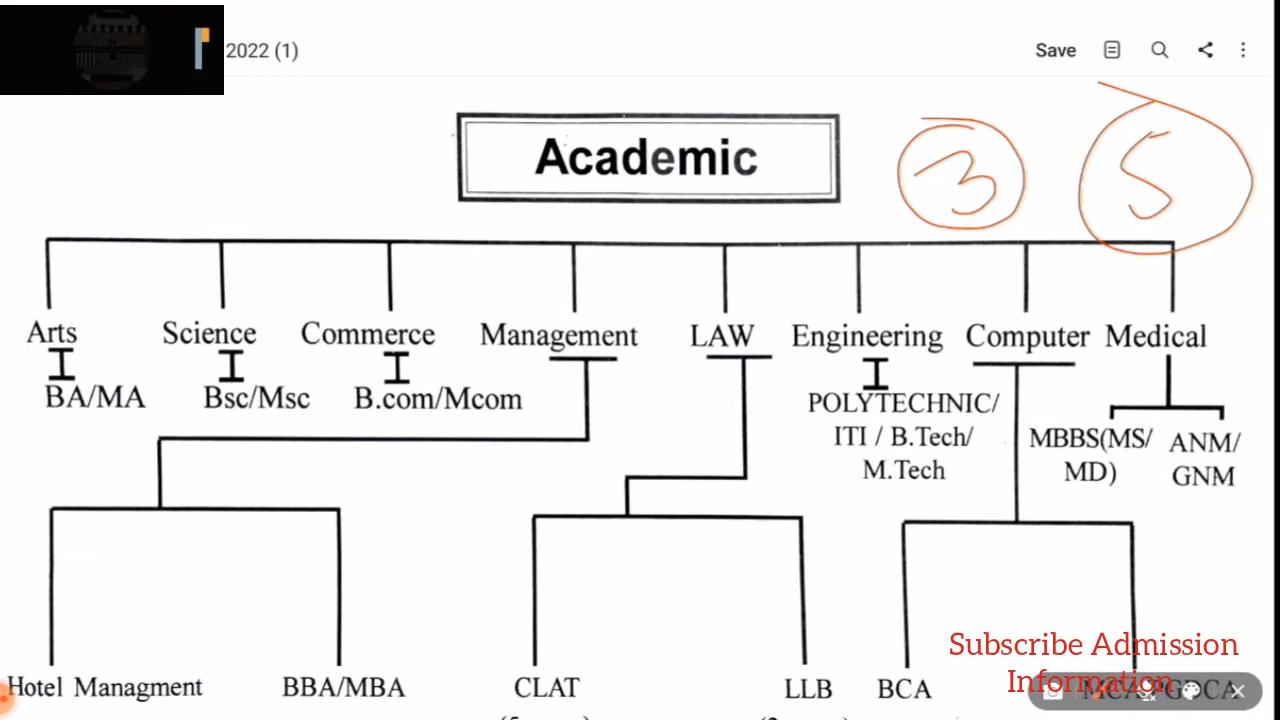 2022 (1)
Save
Academic
3
5
Arts
Science
Commerce
Management
LAW
Engineering
Computer
Medical
BA/MA
Bsc/Msc
B.com/Mcom
POLYTECHNIC/
ITI / B.Tech/
M.Tech
MBBS(MS/
MD)
ANM/
GNM
Hotel Managment
BBA/MBA
CLAT
LLB
BCA
Subscribe Admission
Information